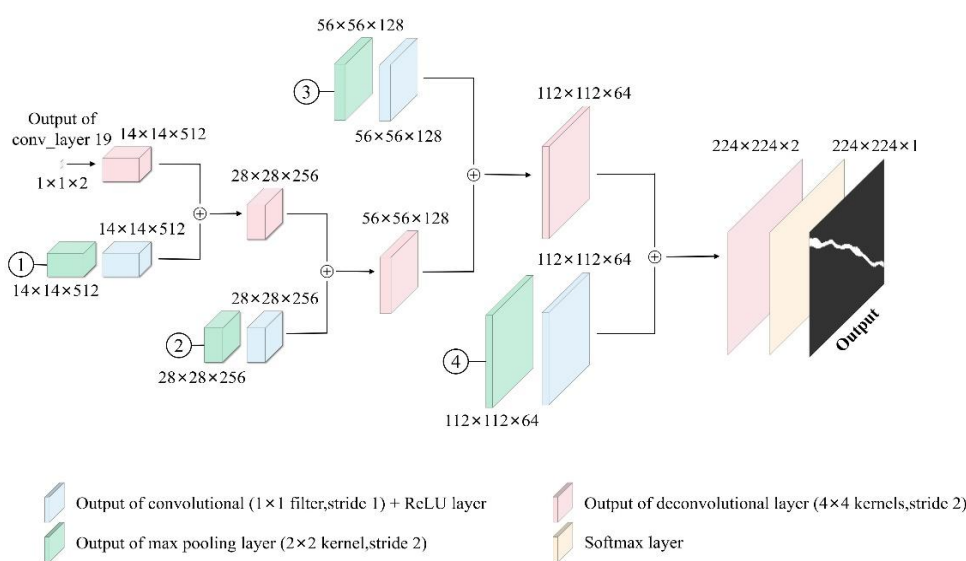 56×56×128
③
56×56×128
112×112×64
Output of
conv_layer 19
14×14×512
1×1×2
28×28×256
224×224×2
224×224×1
①
14×14×512
14×14×512
56×56×128
②
28×28×256
28×28×256
④
112×112×64
112×112×64
Output
Output of convolutional (1×1 filter,stride 1) + ReLU layer
Output of max pooling layer (2×2 kernel,stride 2)
Output of deconvolutional layer (4×4 kernels,stride 2)
Softmax layer